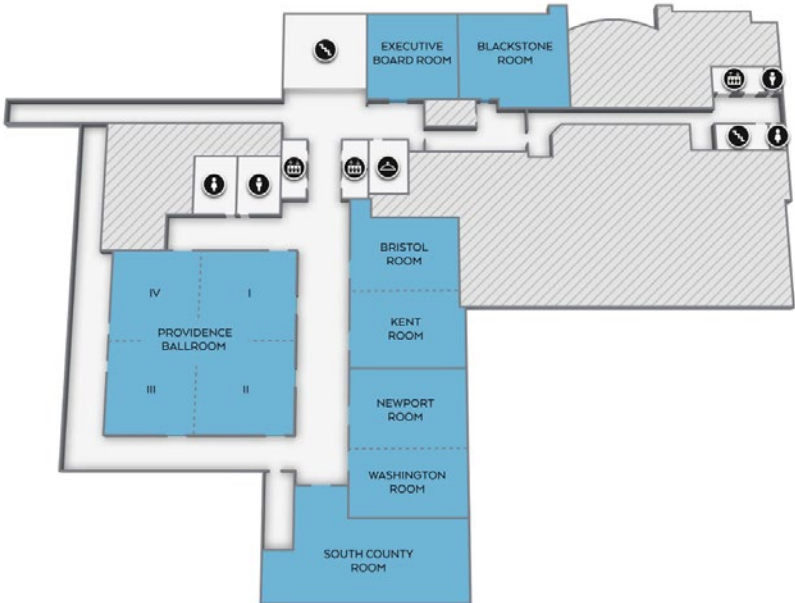 EXECUTIVE
BOARD ROOM
BLACKSTONE
ROOM
BRISTOL
ROOM
IV
I
KENT
ROOM
PROVIDENCE
BALLROOM
III
II
NEWPORT
ROOM
WASHINGTON
ROOM
SOUTH COUNTY
ROOM